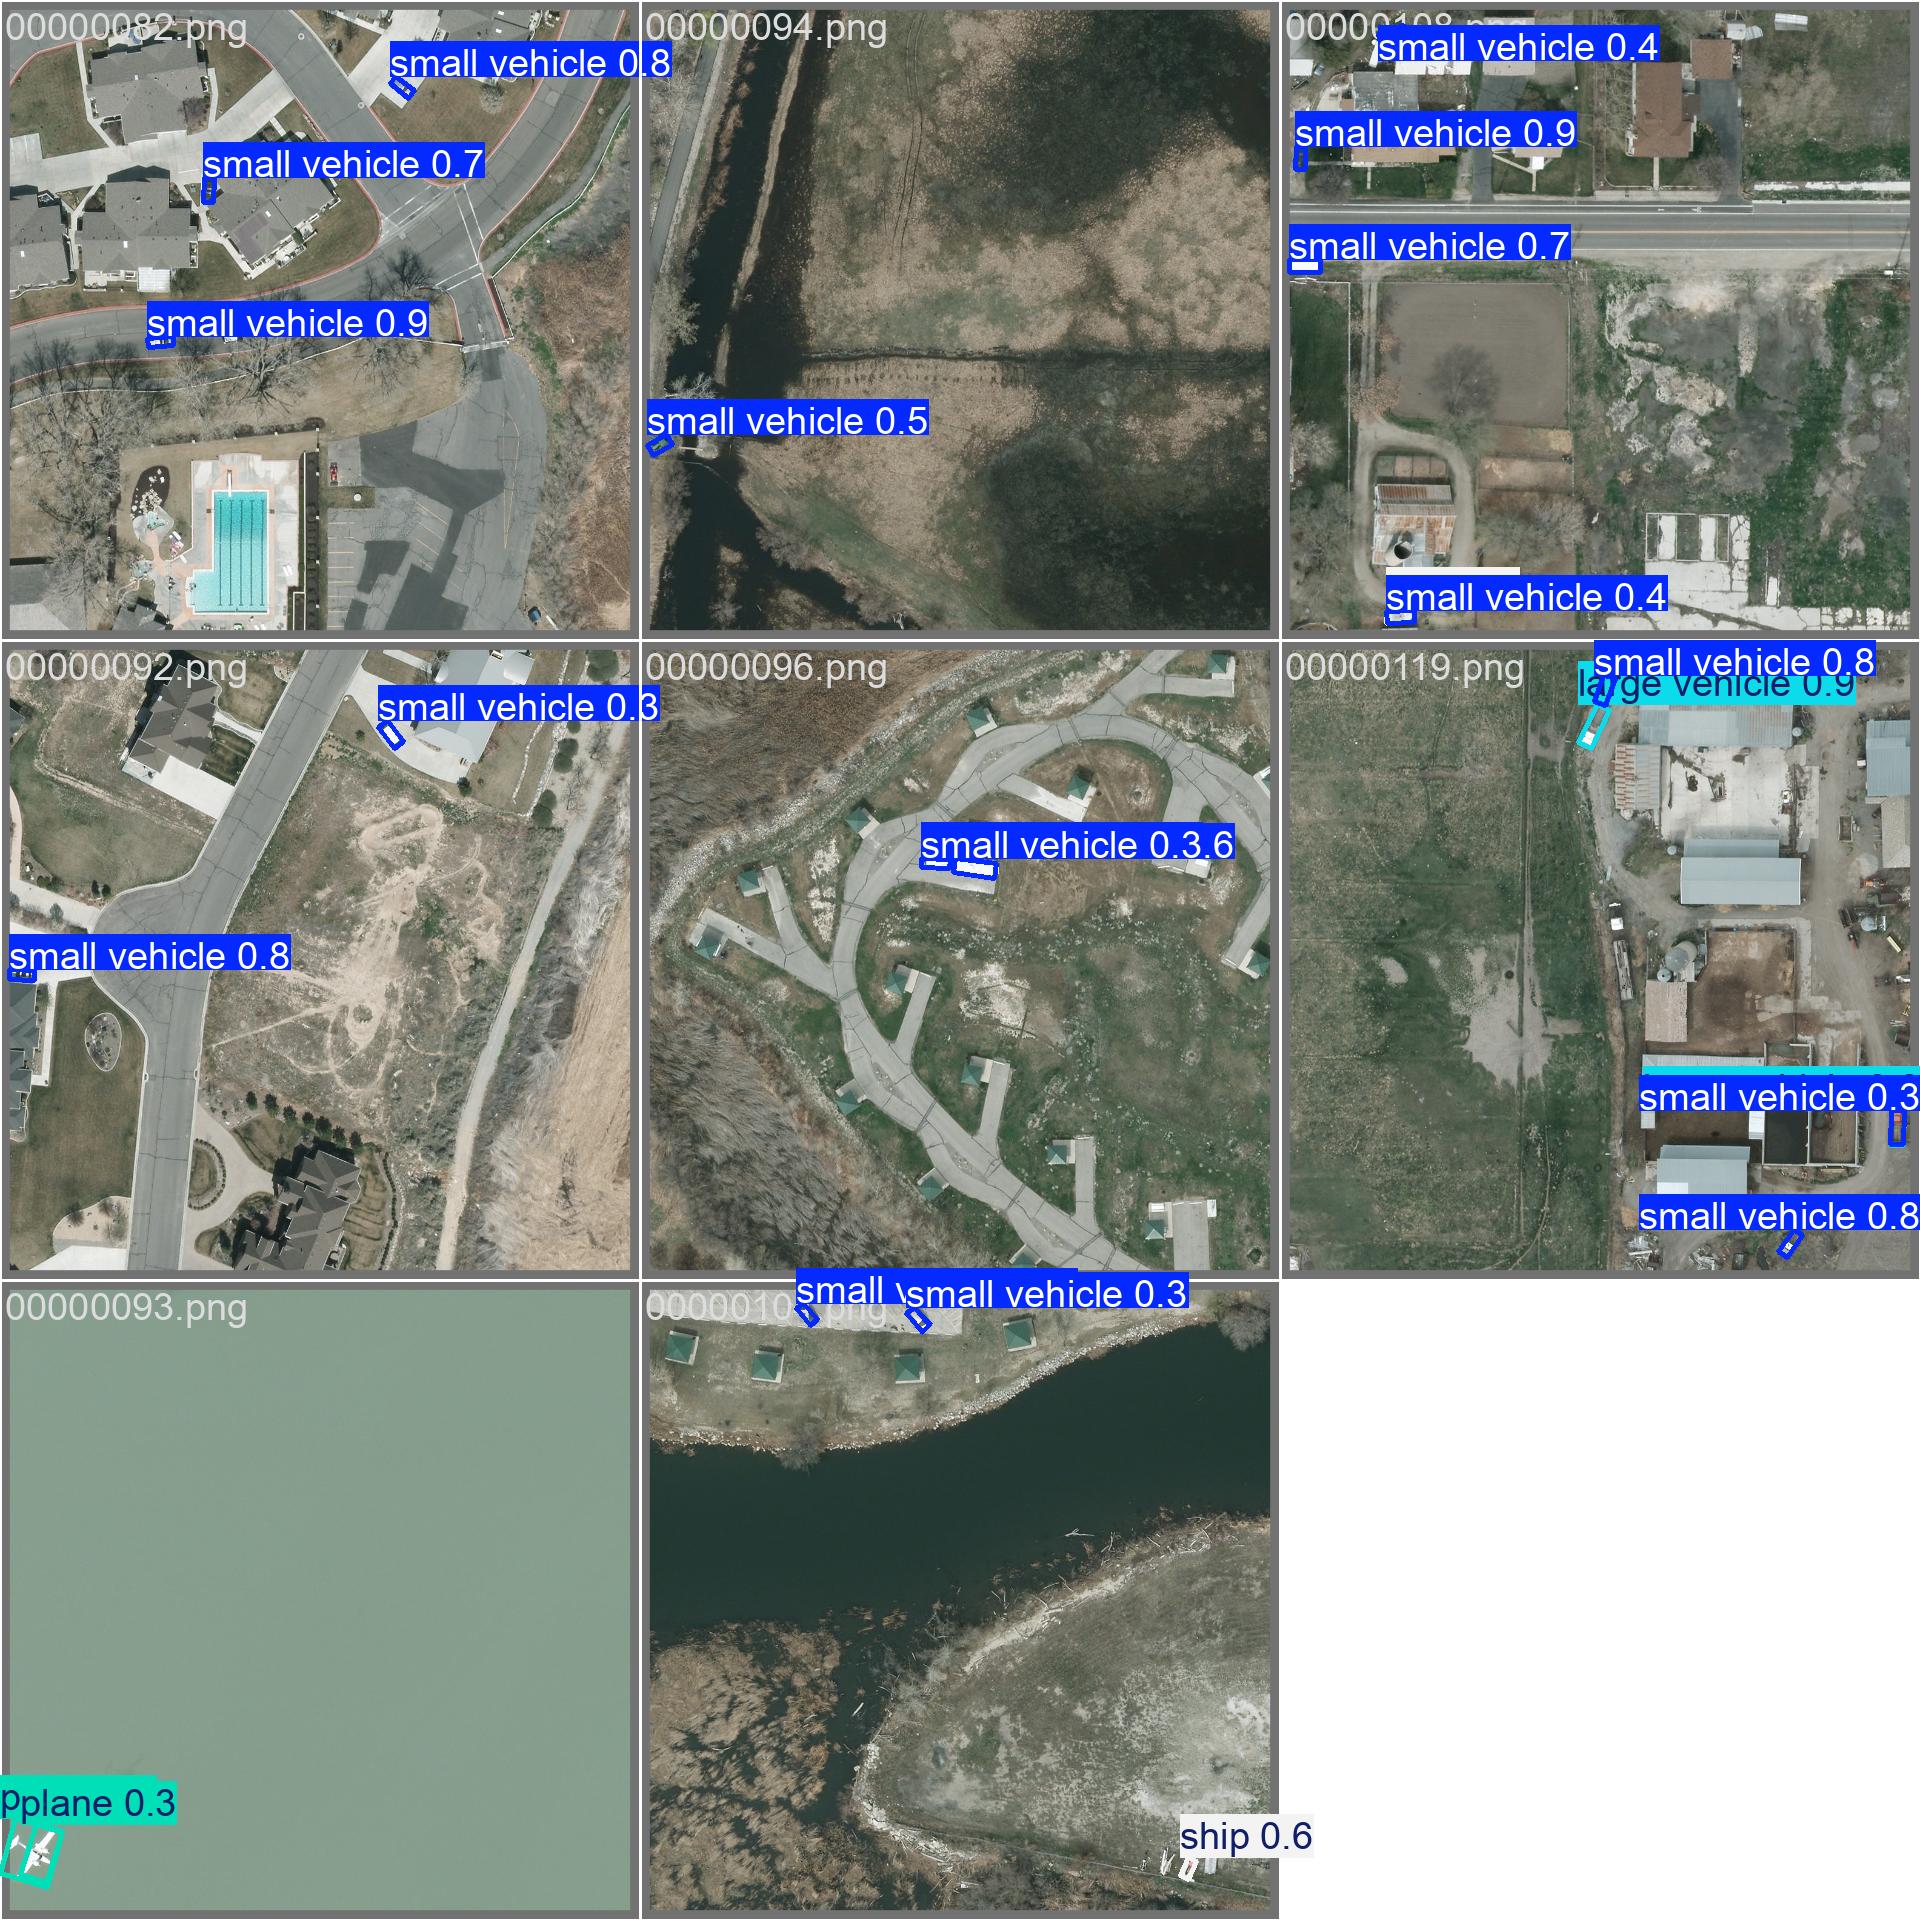 00000082.png
small vehicle 0.8
small vehicle 0.7
small vehicle 0.9
00000094.png
small vehicle 0.5
small vehicle 0.4
small vehicle 0.9
small vehicle 0.7
small vehicle 0.4
00000092.png
small vehicle 0.3
small vehicle 0.8
00000096.png
small vehicle 0.3.6
00000119.png
small vehicle 0.8
large vehicle 0.9
small vehicle 0.3
small vehicle 0.8
00000093.png
plane 0.3
small
small vehicle 0.3
ship 0.6